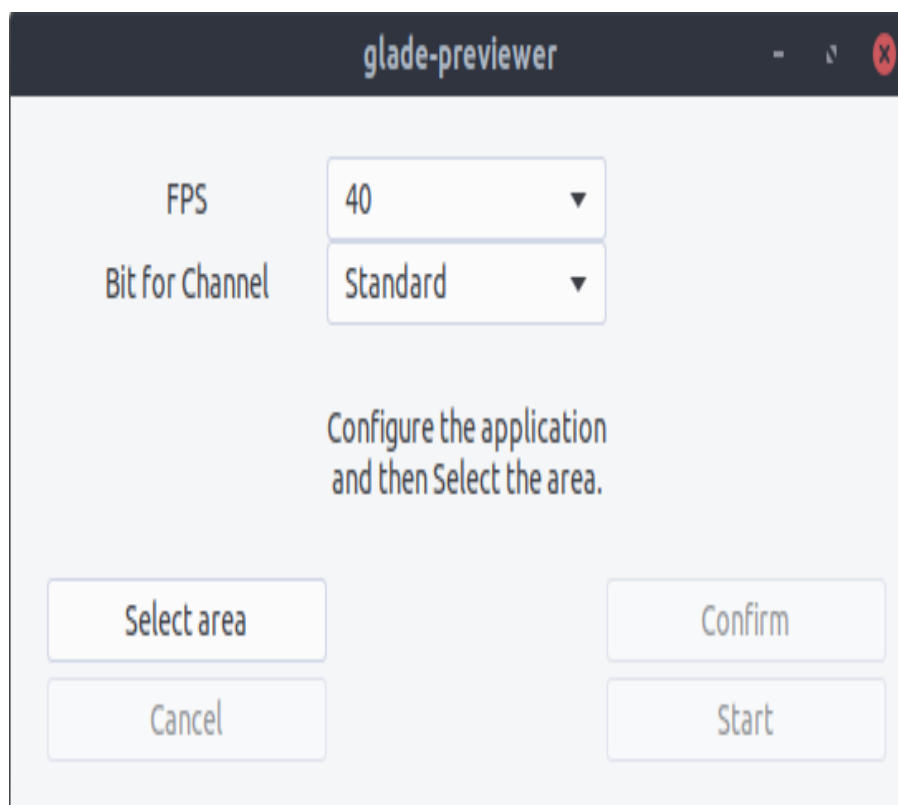 glade-previewer
FPS
40
Bit for Channel
Standard
Configure the application
and then Select the area.
Select area
Confirm
Cancel
Start